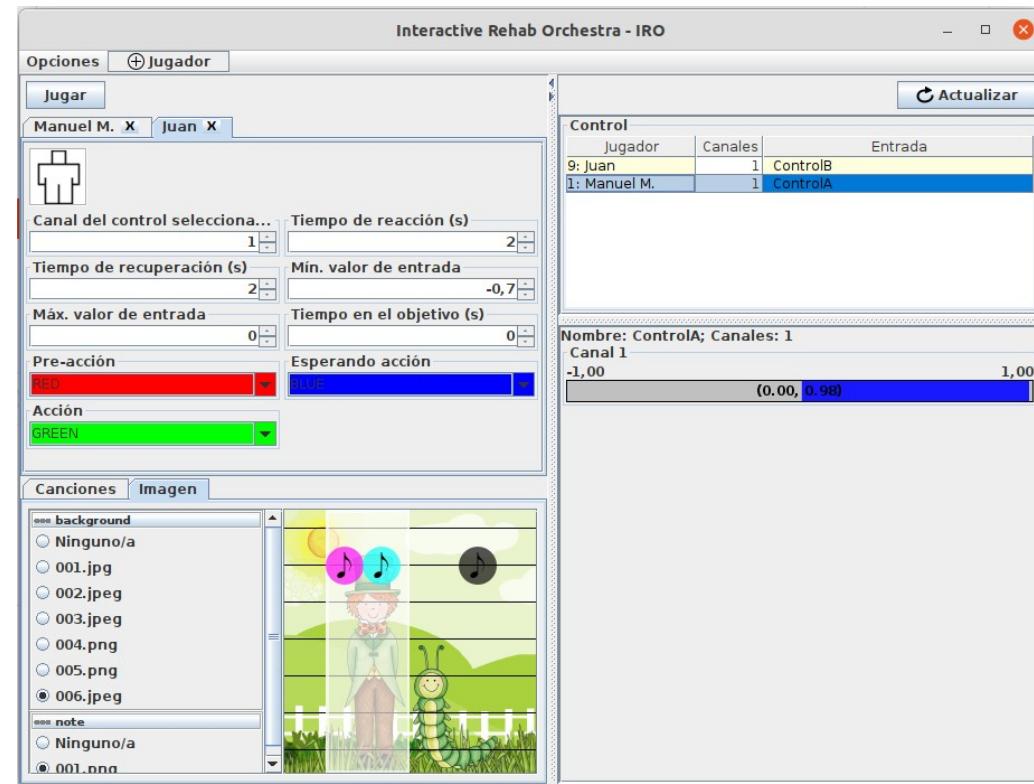 Interactive Rehab Orchestra - IRO
Opciones Jugador
Jugar
Manuel M. X Juan X
Canal del control selecciona... Tiempo de reacción (s)
1 2
Tiempo de recuperación (s) Mín. valor de entrada
2 -0,7
Máx. valor de entrada Tiempo en el objetivo (s)
0 0
Pre-acción Esperando acción
RED BLUE
Acción
GREEN
Canciones Imagen
background
Ninguno/a
001.jpg
002.jpeg
003.jpeg
004.png
005.png
006.jpeg
note
Ninguno/a
001.png
Actualizar
Control
Jugador Canales Entrada
9: Juan 1 ControlB
1: Manuel M. 1 ControlA
Nombre: ControlA; Canales: 1
Canal 1
-1,00 1,00
(0.00, 0.98)